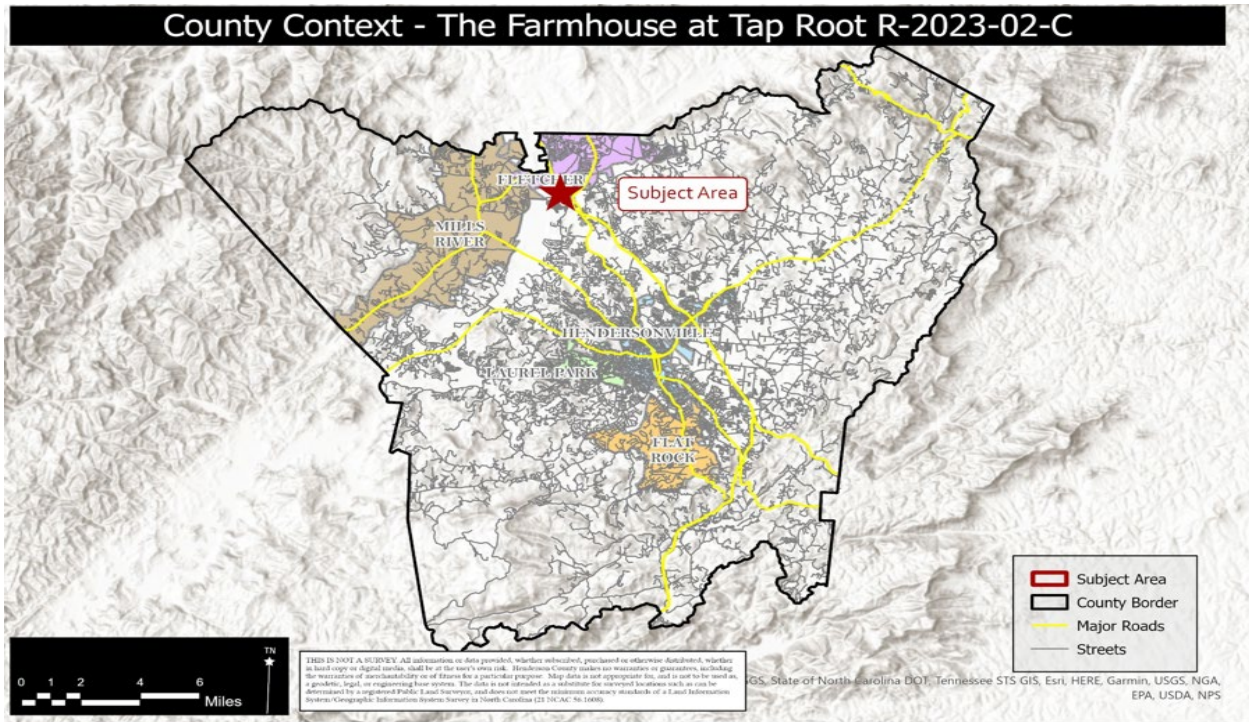 County Context - The Farmhouse at Tap Root R-2023-02-C
FLETCHER
Subject Area
MILLS
RIVER
HENDERSONVILLE
LAUREL PARK
FLAT
ROCK
Subject Area
County Border
Major Roads
Streets
TN
0 1 2 4 6
Miles
THIS IS NOT A SURVEY. All information or data provided, whether subscribed, purchased or otherwise distributed, whether
in hard copy or digital media, shall be at the user's own risk. Henderson County makes no warranties or guarantees, including
the warranties of merchantability or of fitness for a particular purpose. Map data is not appropriate for, and is not to be used as,
a geodetic, legal, or engineering base system. The data is not intended as a substitute for surveyed locations such as can be
determined by a registered Public Land Surveyor, and does not meet the minimum accuracy standards of a Land Information
System/Geographic Information System Survey in North Carolina (21 NCAC 56.1608).
GS, State of North Carolina DOT, Tennessee STS GIS, Esri, HERE, Garmin, USGS, NGA,
EPA, USDA, NPS